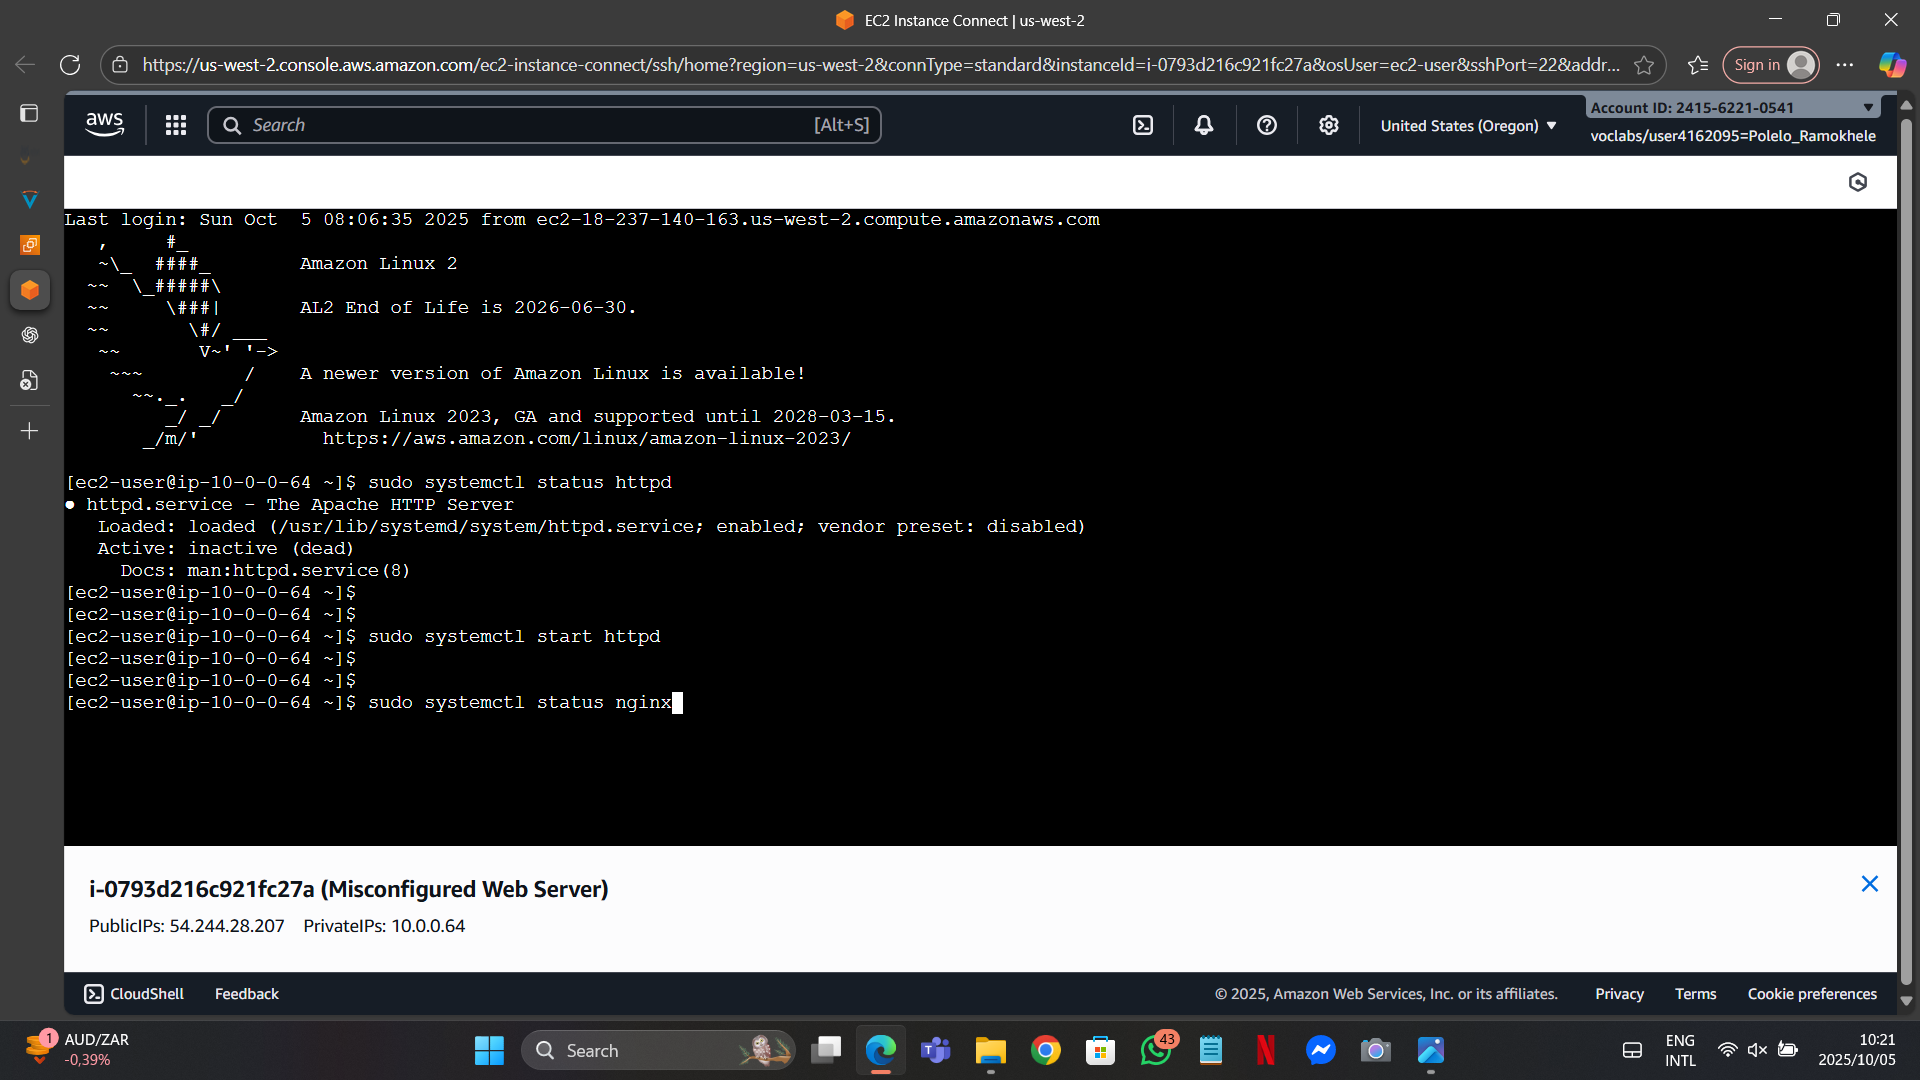 EC2 Instance Connect | us-west-2
https://us-west-2.console.aws.amazon.com/ec2-instance-connect/ssh/home?region=us-west-2&connType=standard&instanceId=i-0793d216c921fc27a&osUser=ec2-user&sshPort=22&addr...
Sign in
aws
Search
[Alt+S]
United States (Oregon)
Account ID: 2415-6221-0541
voclabs/user4162095=Polelo_Ramokhele
Last login: Sun Oct  5 08:06:35 2025 from ec2-18-237-140-163.us-west-2.compute.amazonaws.com
   ,     #_
   ~\_  ####_        Amazon Linux 2
  ~~  \_#####\
  ~~     \###|       AL2 End of Life is 2026-06-30.
  ~~       \#/ ___
   ~~       V~' '->
    ~~~         /    A newer version of Amazon Linux is available!
      ~~._.   _/
         _/ _/       Amazon Linux 2023, GA and supported until 2028-03-15.
       _/m/'           https://aws.amazon.com/linux/amazon-linux-2023/
[ec2-user@ip-10-0-0-64 ~]$ sudo systemctl status httpd
● httpd.service - The Apache HTTP Server
   Loaded: loaded (/usr/lib/systemd/system/httpd.service; enabled; vendor preset: disabled)
   Active: inactive (dead)
     Docs: man:httpd.service(8)
[ec2-user@ip-10-0-0-64 ~]$
[ec2-user@ip-10-0-0-64 ~]$
[ec2-user@ip-10-0-0-64 ~]$ sudo systemctl start httpd
[ec2-user@ip-10-0-0-64 ~]$
[ec2-user@ip-10-0-0-64 ~]$
[ec2-user@ip-10-0-0-64 ~]$ sudo systemctl status nginx
i-0793d216c921fc27a (Misconfigured Web Server)
PublicIPs: 54.244.28.207    PrivateIPs: 10.0.0.64
CloudShell
Feedback
© 2025, Amazon Web Services, Inc. or its affiliates.
Privacy
Terms
Cookie preferences
1
AUD/ZAR
-0,39%
Search
43
ENG
INTL
10:21
2025/10/05